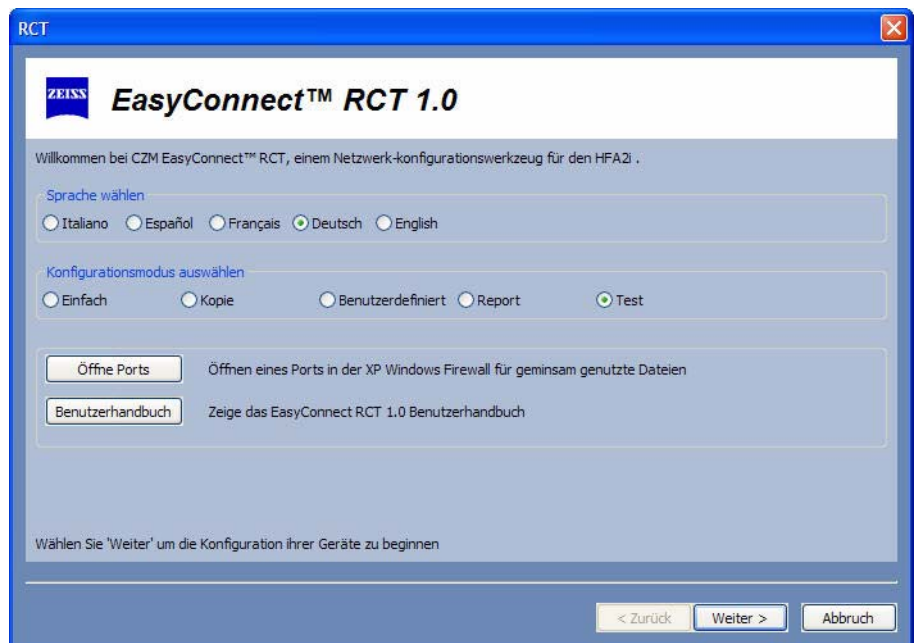 RCT
ZEISS
EasyConnect™ RCT 1.0
Willkommen bei CZM EasyConnect™ RCT, einem Netzwerk-konfigurationswerkzeug für den HFA2i .
Sprache wählen
Italiano Español Français Deutsch English
Konfigurationsmodus auswählen
Einfach Kopie Benutzerdefiniert Report Test
Öffne Ports Öffnen eines Ports in der XP Windows Firewall für geminsam genutzte Dateien
Benutzerhandbuch Zeige das EasyConnect RCT 1.0 Benutzerhandbuch
Wählen Sie 'Weiter' um die Konfiguration ihrer Geräte zu beginnen
< Zurück Weiter > Abbruch